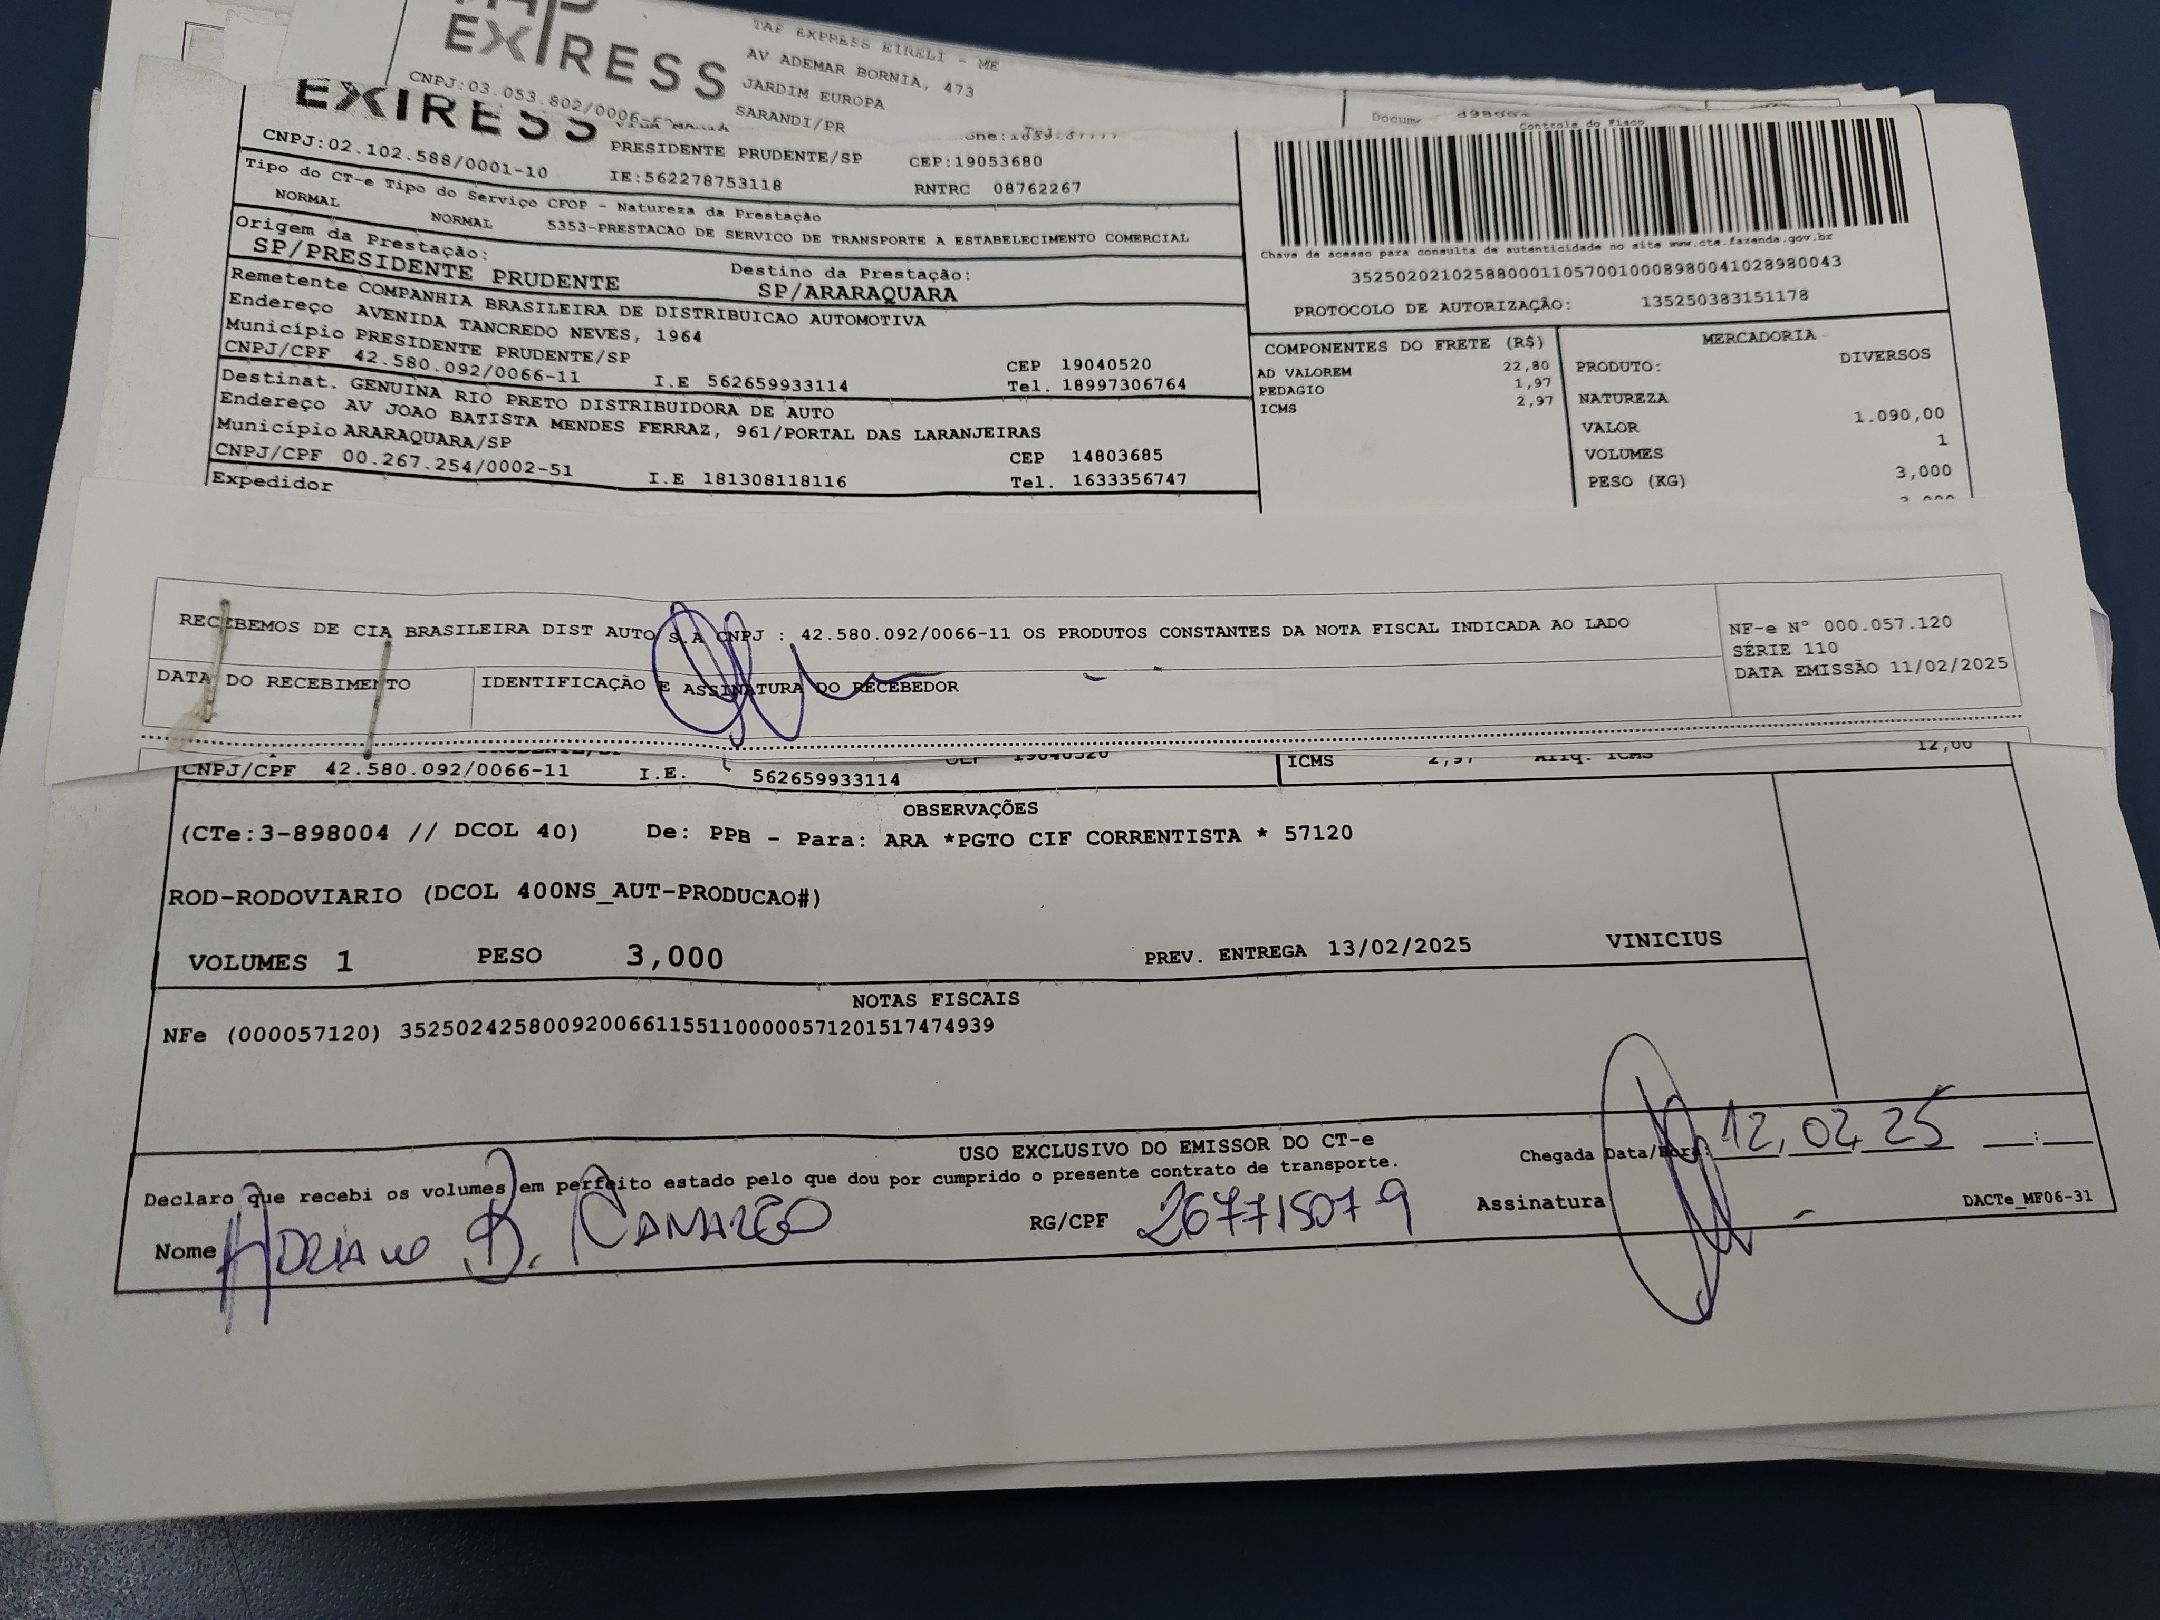 EXPRESS
TAP EXPRESS EIRELI - ME
AV ADEMAR BORNIA, 473
JARDIM EUROPA
SARANDI/PR
CNPJ:03.053.802/0006-
EXPRESS
PRESIDENTE PRUDENTE/SP
CEP:19053680
CNPJ:02.102.588/0001-10
IE:562278753118
RNTRC 08762267
Tipo do CT-e Tipo do Serviço CFOP - Natureza da Prestação
NORMAL NORMAL 5353-PRESTACAO DE SERVICO DE TRANSPORTE A ESTABELECIMENTO COMERCIAL
Origem da Prestação:
SP/PRESIDENTE PRUDENTE
Destino da Prestação:
SP/ARARAQUARA
Remetente COMPANHIA BRASILEIRA DE DISTRIBUICAO AUTOMOTIVA
Endereço AVENIDA TANCREDO NEVES, 1964
Município PRESIDENTE PRUDENTE/SP
CEP 19040520
CNPJ/CPF 42.580.092/0066-11
I.E 562659933114
Tel. 18997306764
Destinat. GENUINA RIO PRETO DISTRIBUIDORA DE AUTO
Endereço AV JOAO BATISTA MENDES FERRAZ, 961/PORTAL DAS LARANJEIRAS
Município ARARAQUARA/SP
CEP 14803685
CNPJ/CPF 00.267.254/0002-51
I.E 181308118116
Tel. 1633356747
Expedidor
Controle do Fisco
Chave de acesso para consulta de autenticidade no site www.cte.fazenda.gov.br
35250202102588000110570010008980041028980043
PROTOCOLO DE AUTORIZAÇÃO: 135250383151178
COMPONENTES DO FRETE (R$)
AD VALOREM 22,80
PEDAGIO 1,97
ICMS 2,97
MERCADORIA
PRODUTO: DIVERSOS
NATUREZA
VALOR 1.090,00
VOLUMES 1
PESO (KG) 3,000
RECEBEMOS DE CIA BRASILEIRA DIST AUTO S.A CNPJ : 42.580.092/0066-11 OS PRODUTOS CONSTANTES DA NOTA FISCAL INDICADA AO LADO
DATA DO RECEBIMENTO
IDENTIFICAÇÃO E ASSINATURA DO RECEBEDOR
NF-e Nº 000.057.120
SÉRIE 110
DATA EMISSÃO 11/02/2025
CNPJ/CPF 42.580.092/0066-11 I.E. 562659933114
ICMS 2,97 Aliq. ICMS 12,00
OBSERVAÇÕES
(CTe:3-898004 // DCOL 40) De: PPB - Para: ARA *PGTO CIF CORRENTISTA * 57120
ROD-RODOVIARIO (DCOL 400NS_AUT-PRODUCAO#)
VOLUMES 1 PESO 3,000 PREV. ENTREGA 13/02/2025 VINICIUS
NOTAS FISCAIS
NFe (000057120) 35250242580092006611551100000571201517474939
USO EXCLUSIVO DO EMISSOR DO CT-e
Declaro que recebi os volumes em perfeito estado pelo que dou por cumprido o presente contrato de transporte.
Chegada Data/Hora: 12,02,25 __:__
Nome ADRIANO B. CAMARGO RG/CPF 26771507-9 Assinatura
DACTe_MF06-31